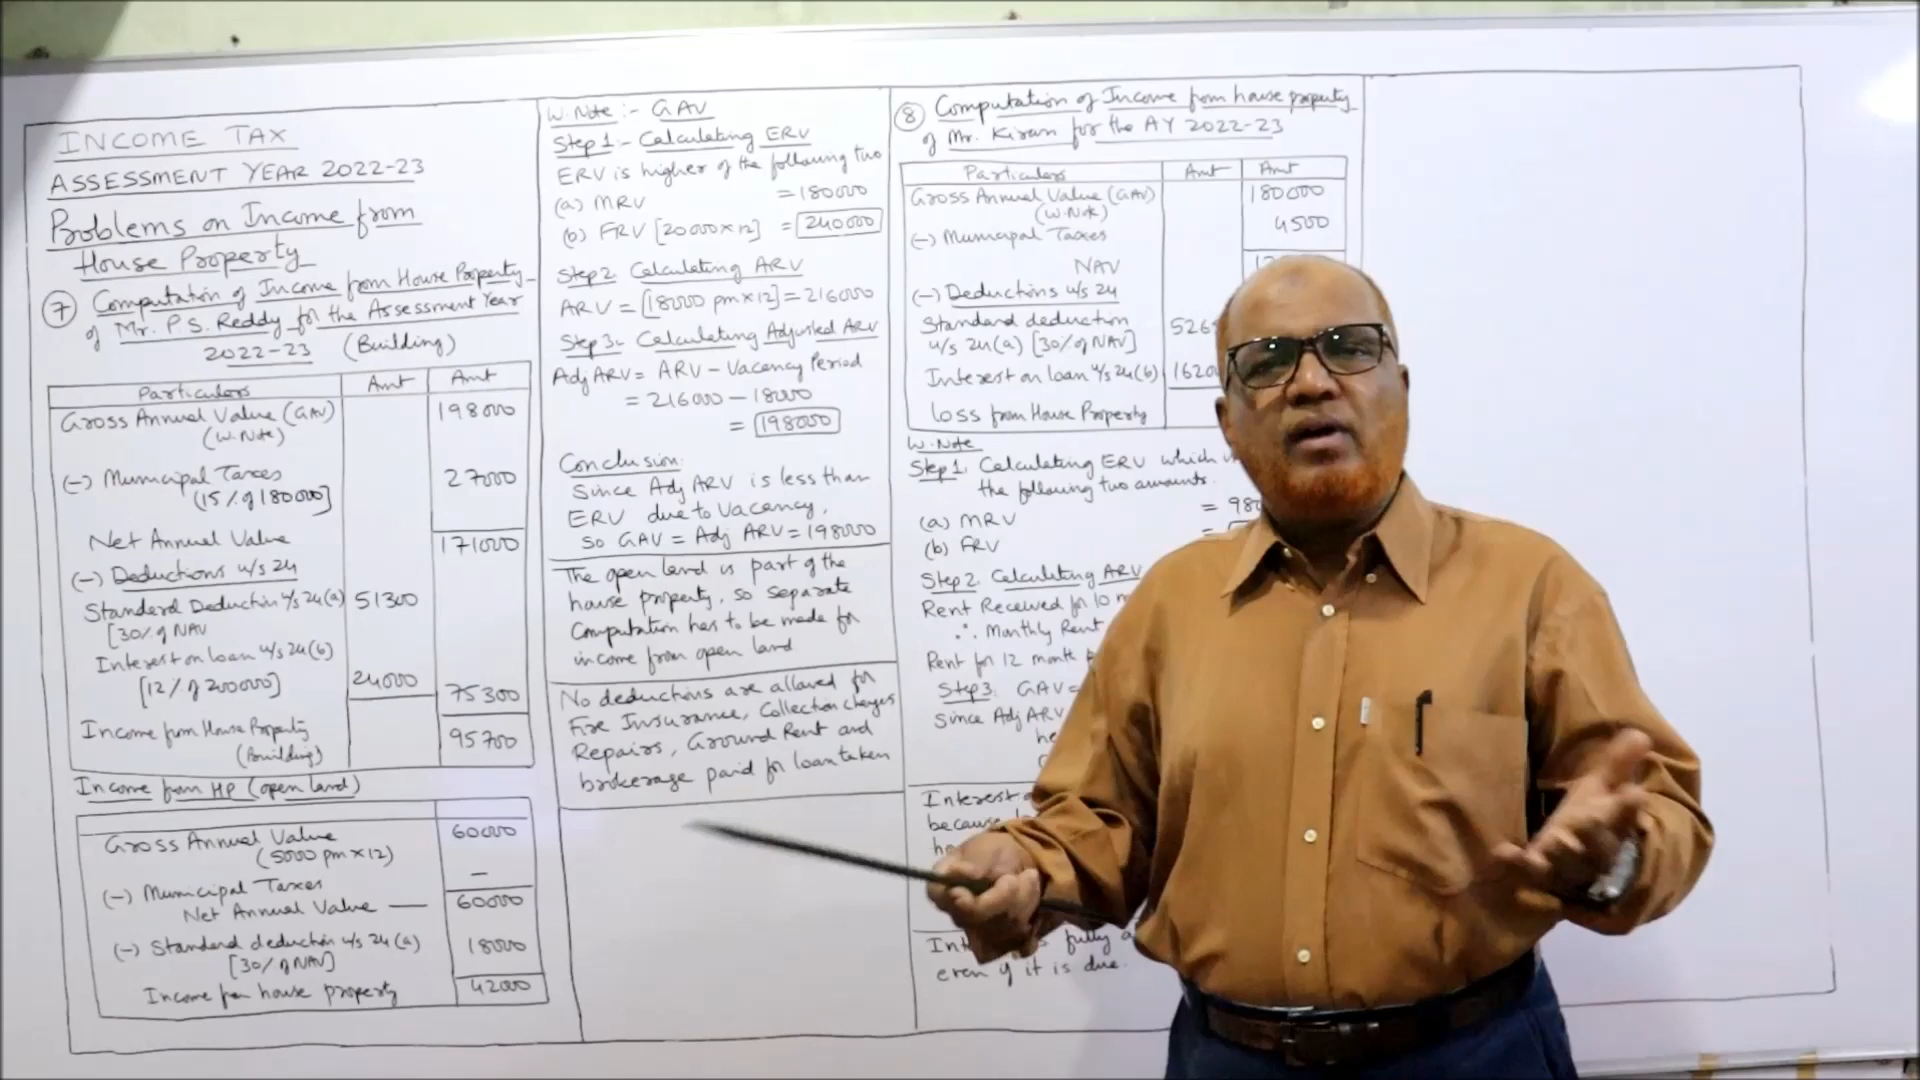 INCOME TAX
ASSESSMENT YEAR 2022-23
Problems on Income from
House Property
⑦ Computation of Income from House Property
of Mr. P.S. Reddy for the Assessment Year
2022-23 (Building)
Particulars Amt Amt
Gross Annual Value (GAV) 198000
(W.Note)
(-) Municipal Taxes 27000
(15% of 180000]
Net Annual Value 171000
(-) Deductions u/s 24
Standard Deduction u/s 24(a) 51300
[30% of NAV
Interest on loan u/s 24(b)
[12% of 200000] 24000 75300
Income from House Property 95700
(Building)
Income from HP (open land)
Gross Annual Value 60000
(5000 pm x 12)
(-) Municipal Taxes –
Net Annual Value — 60000
(-) Standard deduction u/s 24(a) 18000
[30% of NAV]
Income from house property 42000
W.Note:- GAV
Step 1:- Calculating ERV
ERV is higher of the following two
(a) MRV = 180000
(b) FRV [20000x12] = 240000
Step 2. Calculating ARV
ARV = [18000 pm x 12] = 216000
Step 3. Calculating Adjusted ARV
Adj ARV = ARV - Vacancy Period
= 216000 - 18000
= 198000
Conclusion:
Since Adj ARV is less than
ERV due to Vacancy,
so GAV = Adj ARV = 198000
The open land is part of the
house property, so separate
Computation has to be made for
income from open land
No deductions are allowed for
Fire Insurance, Collection charges
Repairs, Ground Rent and
brokerage paid for loan taken
⑧ Computation of Income from house property
of Mr. Kiran for the AY 2022-23
Particulars Amt Amt
Gross Annual Value (GAV) 180000
(W.Note)
(-) Municipal Taxes 4500
NAV
(-) Deductions u/s 24
Standard deduction
u/s 24(a) [30% of NAV] 526
Interest on loan u/s 24(b) 1620
loss from House Property
W.Note
Step 1. Calculating ERV which
the following two amounts.
(a) MRV = 980
(b) FRV =
Step 2. Calculating ARV
Rent Received for 10
∴ Monthly Rent
Rent for 12 month
Step 3. GAV =
Since Adj ARV
Interest
because
fully
even if it is due.